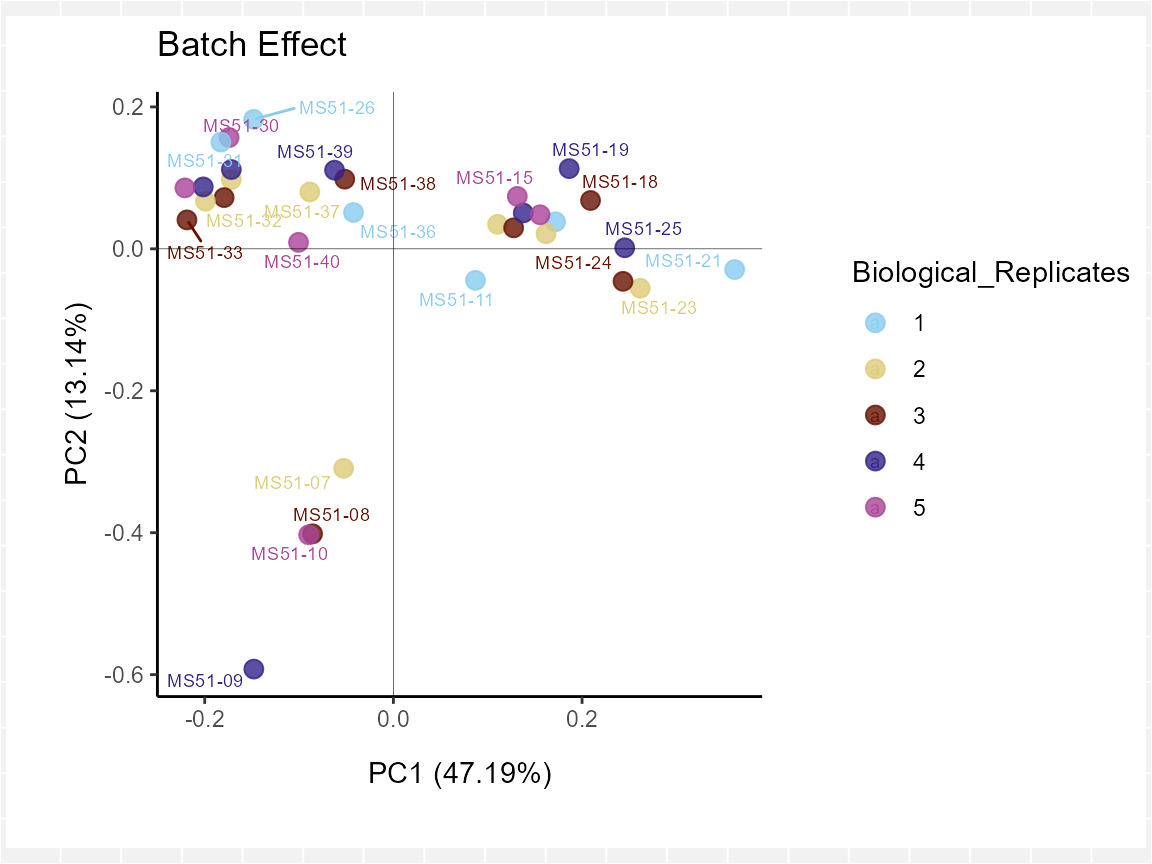 Batch Effect
0.2
0.0
-0.2
-0.4
-0.6
PC2 (13.14%)
MS51-26
MS51-30
MS51-39
MS51-19
MS51-31
MS51-15
MS51-38
MS51-18
MS51-37
MS51-32
MS51-36
MS51-25
MS51-33
MS51-40
MS51-24
MS51-21
MS51-11
MS51-23
MS51-07
MS51-08
MS51-10
MS51-09
-0.2
0.0
0.2
PC1 (47.19%)
Biological_Replicates
a 1
a 2
a 3
a 4
a 5